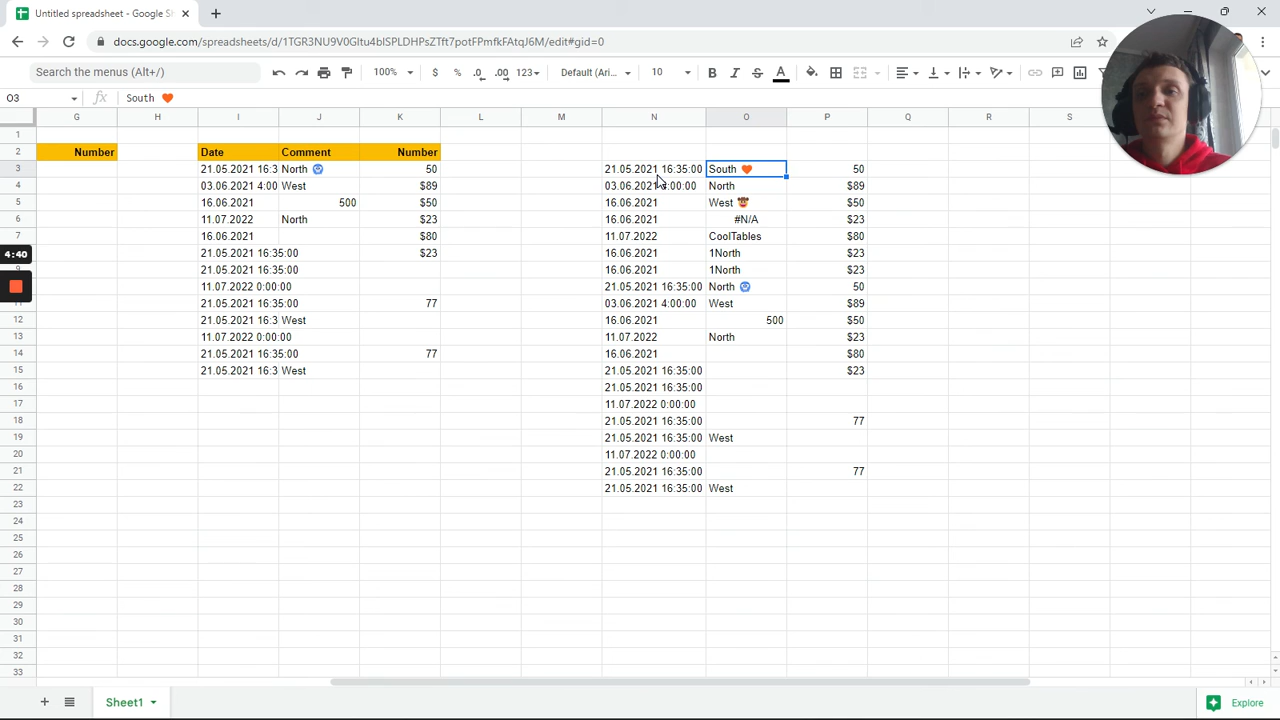 Untitled spreadsheet - Google Sh
docs.google.com/spreadsheets/d/1TGR3NU9V0Gltu4blSPLDHPsZTft7potFPmfkFAtqJ6M/edit#gid=0
Search the menus (Alt+/) 100% $ % .0 .00 123 Default (Ari... 10 B I S A
O3 fx South 🧡
G H I J K L M N O P Q R S
1
2 Number Date Comment Number
3 21.05.2021 16:3 North 🥶 50 21.05.2021 16:35:00 South 🧡 50
4 03.06.2021 4:00 West $89 03.06.2021 4:00:00 North $89
5 16.06.2021 500 $50 16.06.2021 West 🤠 $50
6 11.07.2022 North $23 16.06.2021 #N/A $23
7 16.06.2021 $80 11.07.2022 CoolTables $80
4:40 21.05.2021 16:35:00 $23 16.06.2021 1North $23
9 21.05.2021 16:35:00 16.06.2021 1North $23
11.07.2022 0:00:00 21.05.2021 16:35:00 North 🥶 50
11 21.05.2021 16:35:00 77 03.06.2021 4:00:00 West $89
12 21.05.2021 16:3 West 16.06.2021 500 $50
13 11.07.2022 0:00:00 11.07.2022 North $23
14 21.05.2021 16:35:00 77 16.06.2021 $80
15 21.05.2021 16:3 West 21.05.2021 16:35:00 $23
16 21.05.2021 16:35:00
17 11.07.2022 0:00:00
18 21.05.2021 16:35:00 77
19 21.05.2021 16:35:00 West
20 11.07.2022 0:00:00
21 21.05.2021 16:35:00 77
22 21.05.2021 16:35:00 West
23
24
25
26
27
28
29
30
31
32
33
Sheet1 Explore